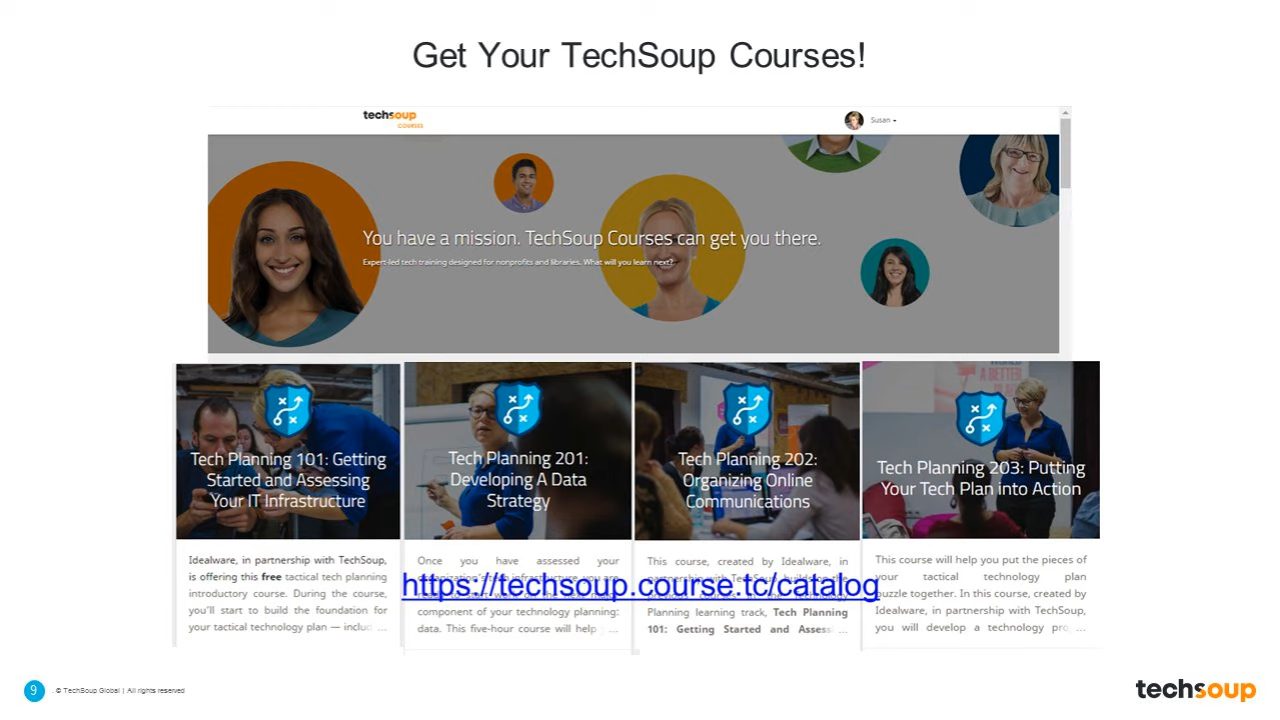 Get Your TechSoup Courses!
techsoup
COURSES
Susan
You have a mission. TechSoup Courses can get you there.
Expert-led tech training designed for nonprofits and libraries. What will you learn next?
Tech Planning 101: Getting
Started and Assessing
Your IT Infrastructure
Idealware, in partnership with TechSoup,
is offering this free tactical tech planning
introductory course. During the course,
you'll start to build the foundation for
your tactical technology plan — includ ...
Tech Planning 201:
Developing A Data
Strategy
Once you have assessed your
component of your technology planning:
data. This five-hour course will help ...
Tech Planning 202:
Organizing Online
Communications
This course, created by Idealware, in
Planning learning track, Tech Planning
101: Getting Started and Assess ...
Tech Planning 203: Putting
Your Tech Plan into Action
This course will help you put the pieces of
your tactical technology plan
puzzle together. In this course, created by
Idealware, in partnership with TechSoup,
you will develop a technology pro ...
https://techsoup.course.tc/catalog
9
. © TechSoup Global | All rights reserved
techsoup